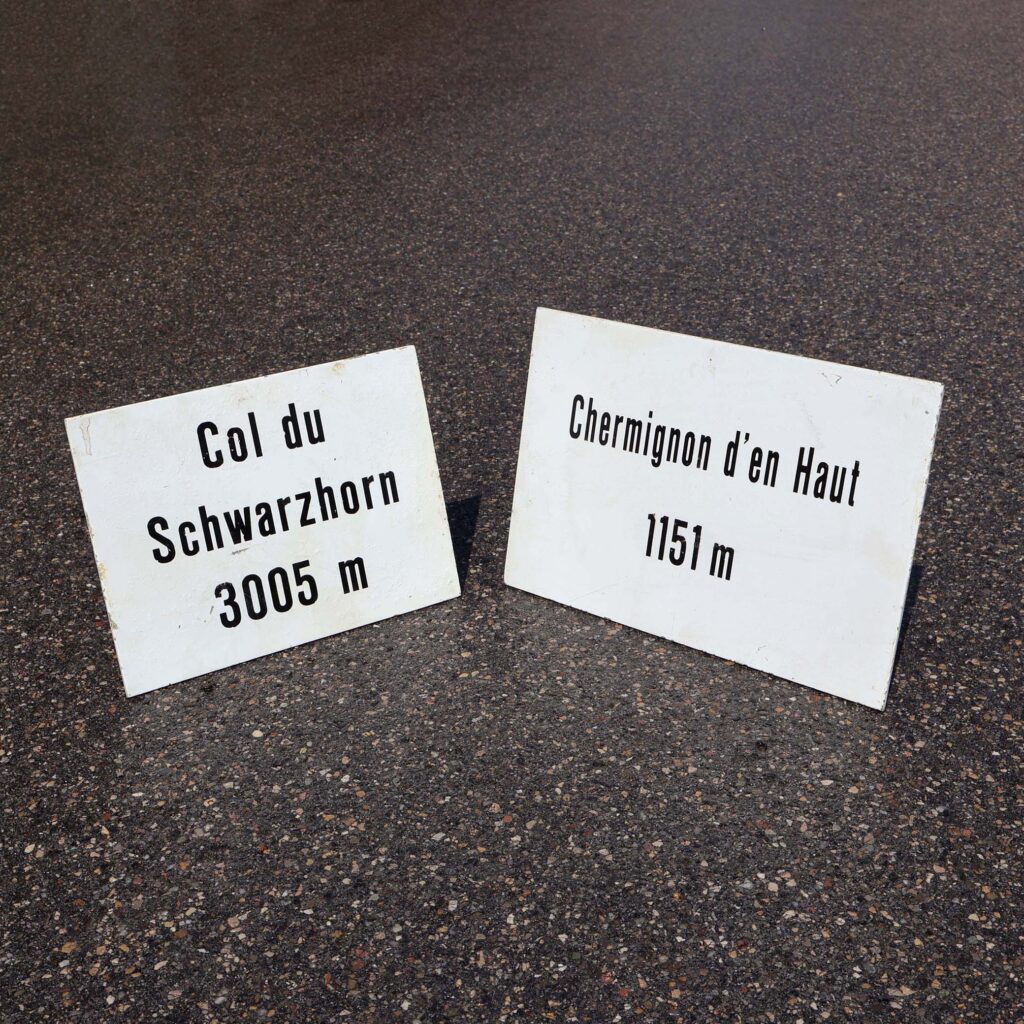 Col du
Schwarzhorn
3005 m
Chermignon d'en Haut
1151 m